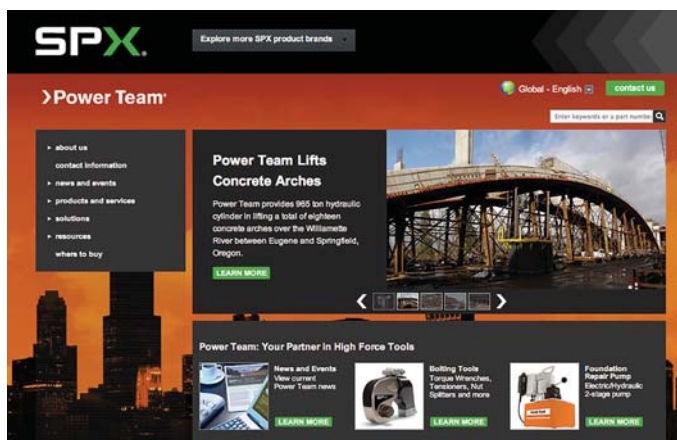 SPX.
Explore more SPX product brands
Power Team
Global - English
contact us
Enter keywords or a part numbe
about us
contact information
news and events
products and services
solutions
resources
where to buy
Power Team Lifts
Concrete Arches
Power Team provides 965 ton hydraulic
cylinder in lifting a total of eighteen
concrete arches over the Williamette
River between Eugene and Springfield,
Oregon.
LEARN MORE
Power Team: Your Partner in High Force Tools
News and Events
View current
Power Team news
LEARN MORE
Bolting Tools
Torque Wrenches,
Tensioners, Nut
Splitters and more
LEARN MORE
Foundation
Repair Pump
Electric/Hydraulic
2-stage pump
LEARN MORE